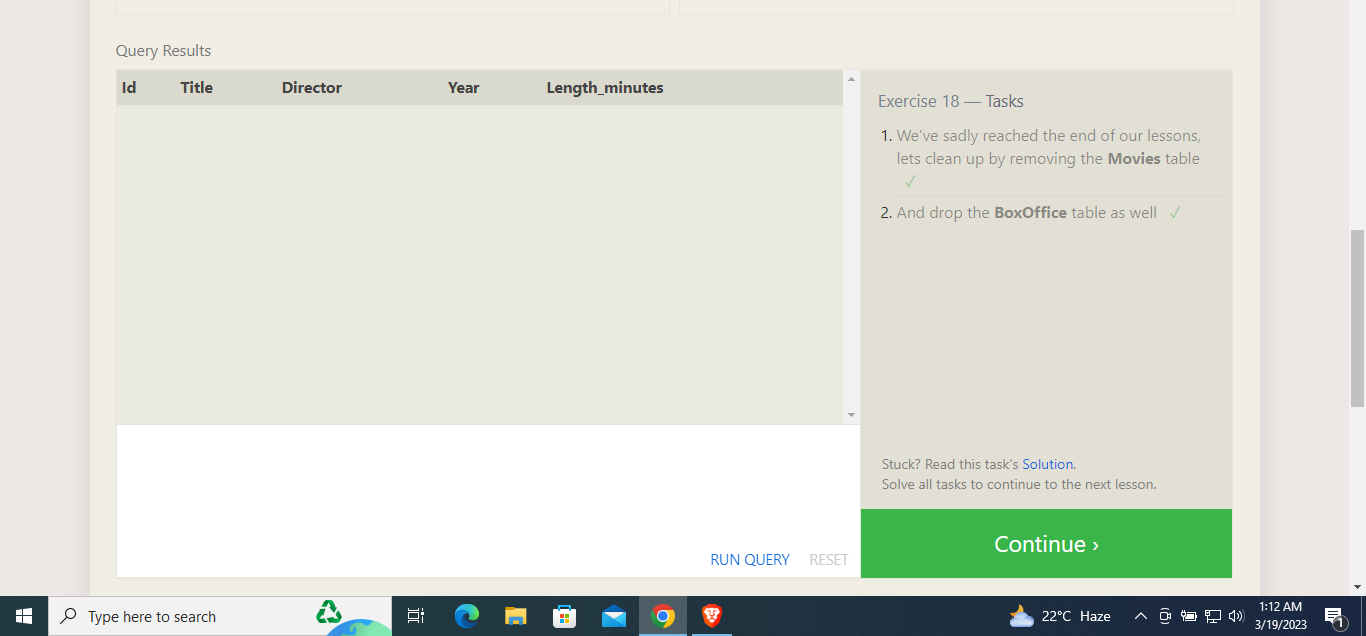 Query Results
Id Title Director Year Length_minutes
Exercise 18 — Tasks
1. We've sadly reached the end of our lessons,
lets clean up by removing the Movies table
✓
2. And drop the BoxOffice table as well ✓
Stuck? Read this task's Solution.
Solve all tasks to continue to the next lesson.
RUN QUERY RESET
Continue ›
Type here to search
22°C Haze
1:12 AM
3/19/2023
1